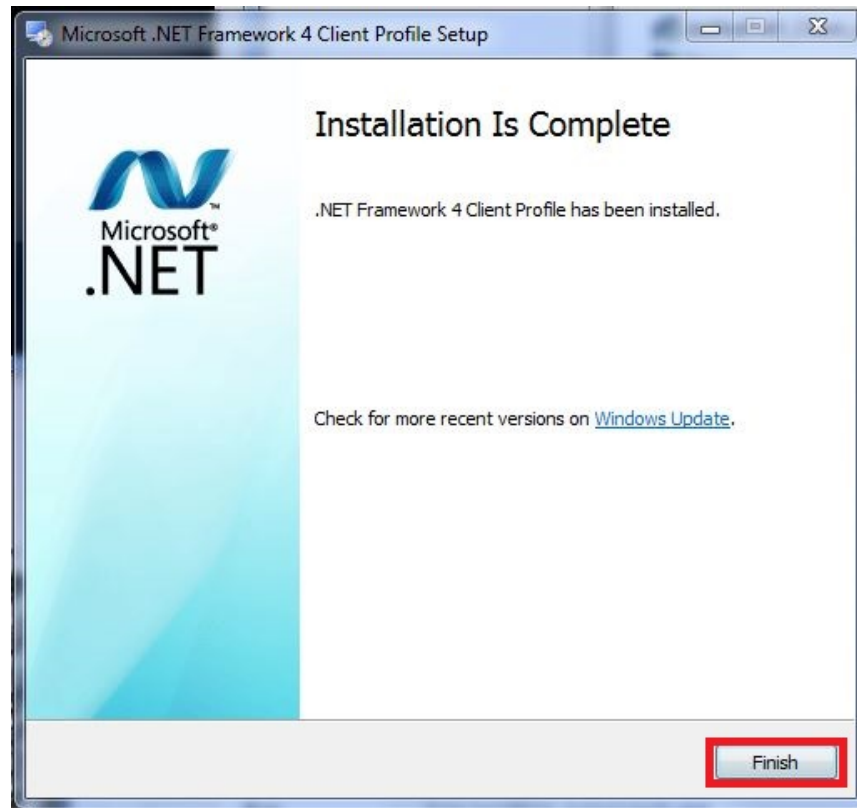 Microsoft .NET Framework 4 Client Profile Setup
Installation Is Complete
.NET Framework 4 Client Profile has been installed.
Microsoft®
.NET
™
Check for more recent versions on Windows Update.
Finish